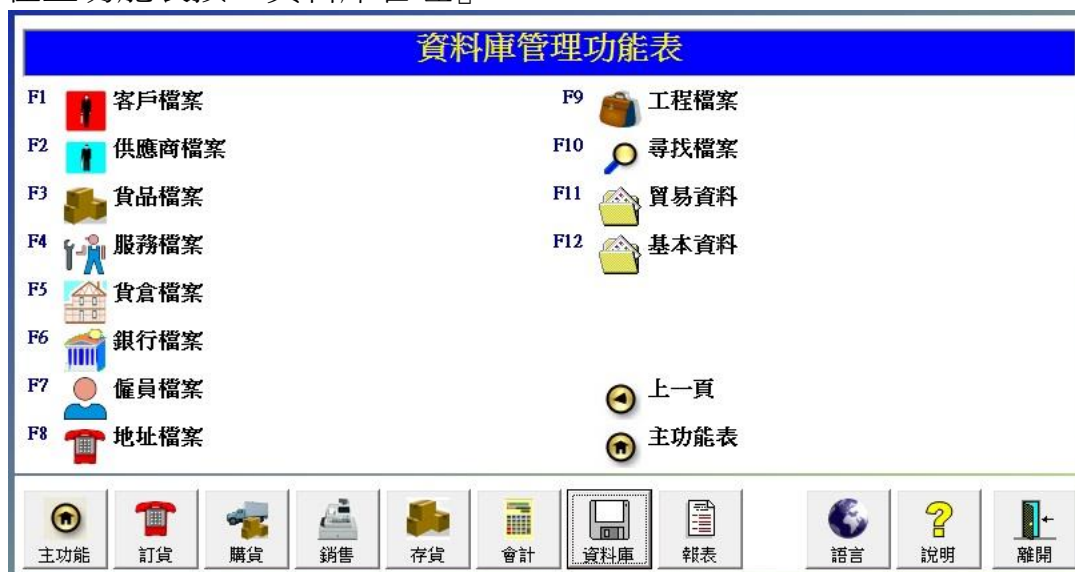 資料庫管理功能表
F1 客戶檔案
F2 供應商檔案
F3 貨品檔案
F4 服務檔案
F5 貨倉檔案
F6 銀行檔案
F7 僱員檔案
F8 地址檔案
F9 工程檔案
F10 尋找檔案
F11 貿易資料
F12 基本資料
上一頁
主功能表
主功能 訂貨 購貨 銷售 存貨 會計 資料庫 報表 語言 說明 離開